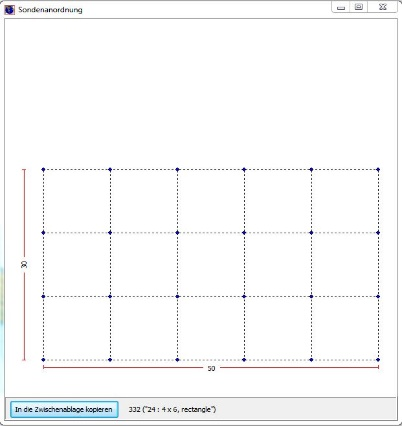 Sondenanordnung
30
50
In die Zwischenablage kopieren 332 ("24 : 4 x 6, rectangle")